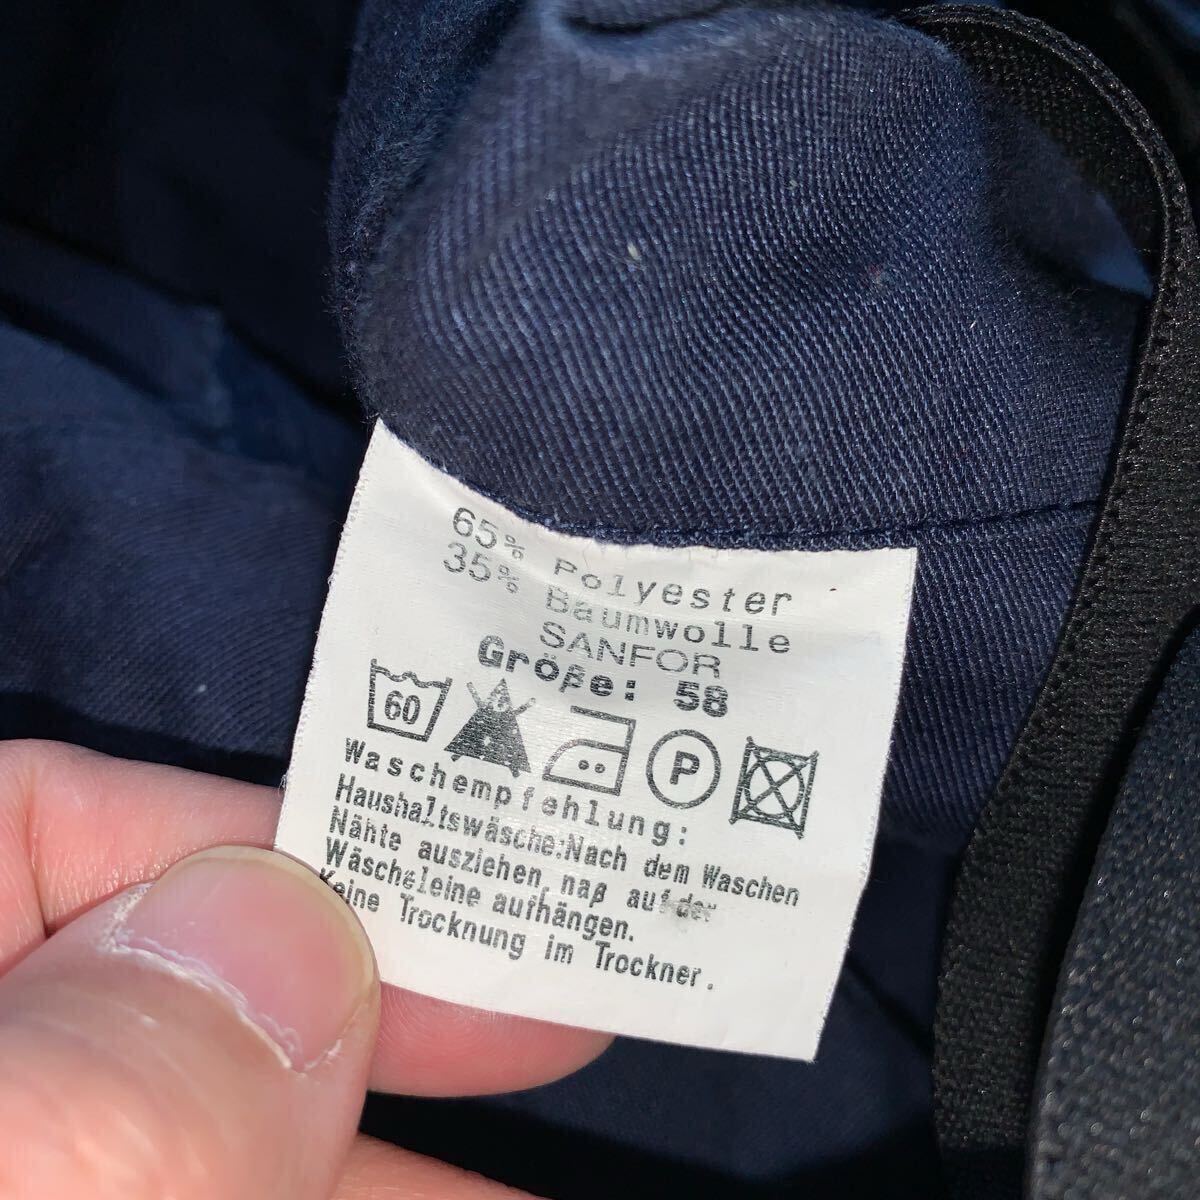 65% Polyester
35% Baumwolle
SANFOR
Größe: 58
60 P
Waschempfehlung:
Haushaltswäsche:Nach dem Waschen
Nähte ausziehen, naß auf der
Wäscheleine aufhängen.
Keine Trocknung im Trockner.